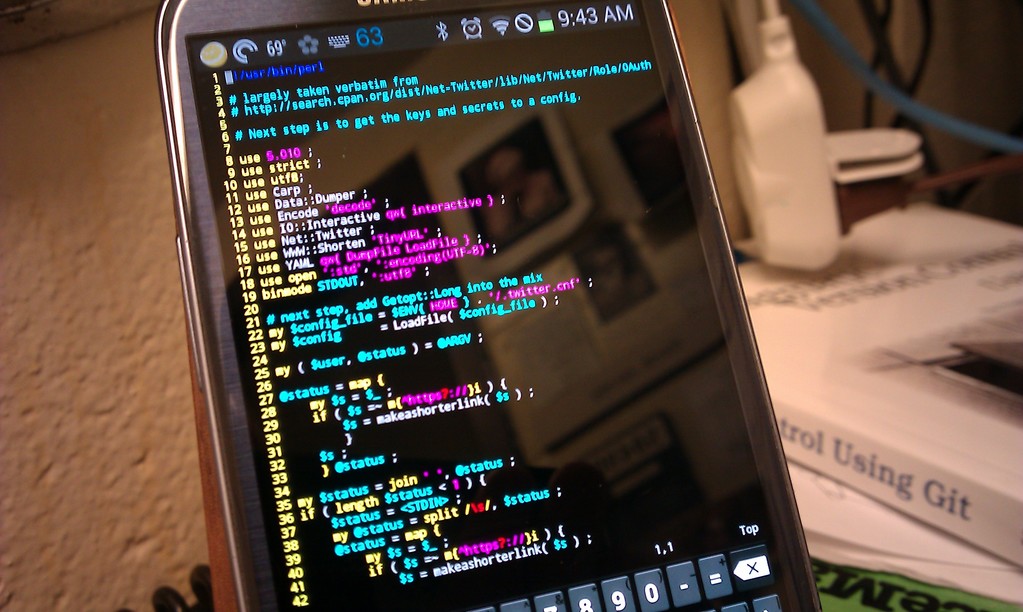 SAMSUNG
69° 63 9:43 AM
1 #!/usr/bin/perl
2
3 # largely taken verbatim from
4 # http://search.cpan.org/dist/Net-Twitter/lib/Net/Twitter/Role/OAuth
5
6 # Next step is to get the keys and secrets to a config.
7
8 use 5.010 ;
9 use strict ;
10 use utf8;
11 use Carp ;
12 use Data::Dumper ;
13 use Encode 'decode' ;
14 use IO::Interactive qw{ interactive } ;
15 use Net::Twitter ;
16 use WWW::Shorten 'TinyURL' ;
17 use YAML qw{ DumpFile LoadFile } ;
18 use open ':std', ':encoding(UTF-8)';
19 binmode STDOUT, ':utf8' ;
20
21 # next step, add Getopt::Long into the mix
22 my $config_file = $ENV{ HOME } . '/.twitter.cnf' ;
23 my $config = LoadFile( $config_file ) ;
24
25 my ( $user, @status ) = @ARGV ;
26
27 @status = map {
28 my $s = $_ ;
29 if ( $s =~ m{^https?://}i ) {
30 $s = makeashorterlink( $s ) ;
31 }
32 $s ;
33 } @status ;
34
35 my $status = join ' ', @status ;
36 if ( length $status < 1 ) {
37 $status = <STDIN> ;
38 my @status = split /\s/, $status ;
39 @status = map {
40 my $s = $_ ;
41 if ( $s =~ m{^https?://}i ) {
42 $s = makeashorterlink( $s ) ;
1,1 Top
7 8 9 0 - =
trol Using Git